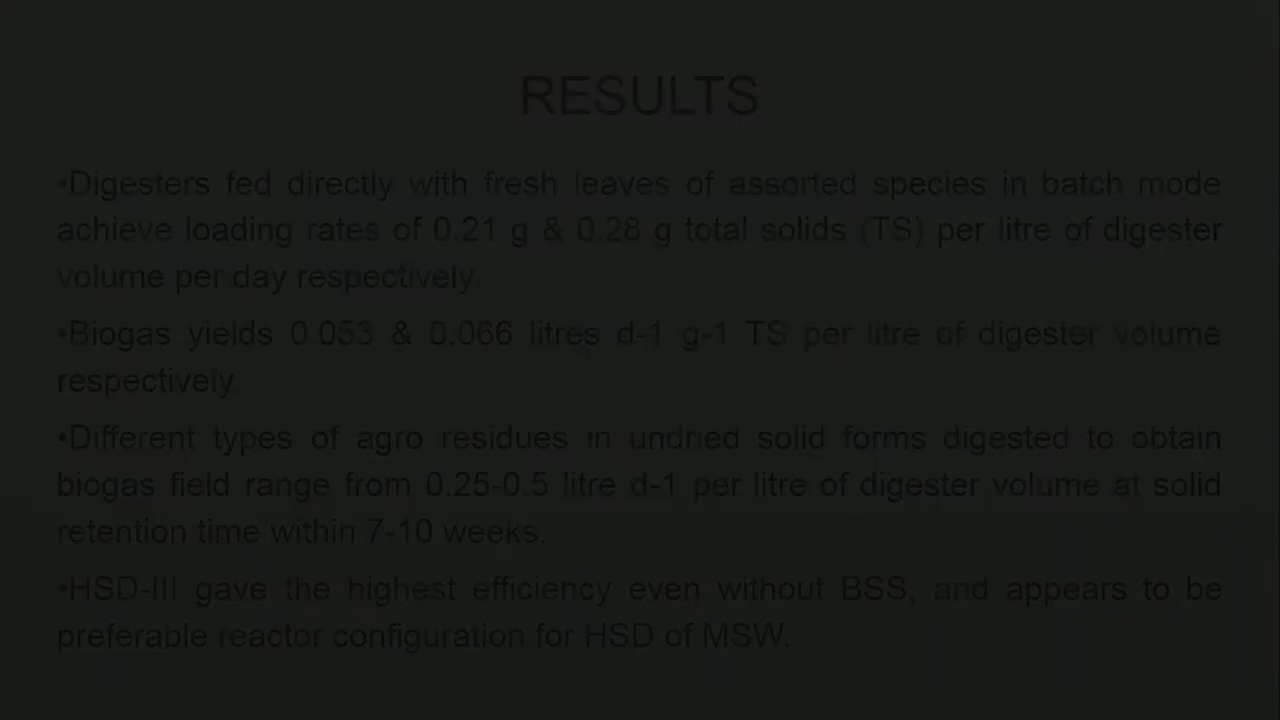 RESULTS
•Digesters fed directly with fresh leaves of assorted species in batch mode
achieve loading rates of 0.21 g & 0.28 g total solids (TS) per litre of digester
volume per day respectively.
•Biogas yields 0.053 & 0.066 litres d-1 g-1 TS per litre of digester volume
respectively.
•Different types of agro residues in undried solid forms digested to obtain
biogas field range from 0.25-0.5 litre d-1 per litre of digester volume at solid
retention time within 7-10 weeks.
•HSD-III gave the highest efficiency even without BSS, and appears to be
preferable reactor configuration for HSD of MSW.